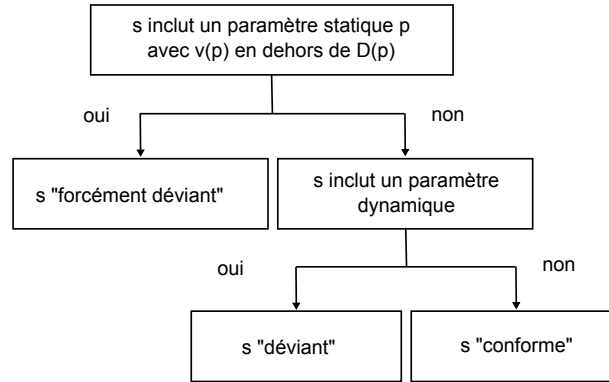 s inclut un paramètre statique p
avec v(p) en dehors de D(p)
oui
non
s "forcément déviant"
s inclut un paramètre
dynamique
oui
non
s "déviant"
s "conforme"